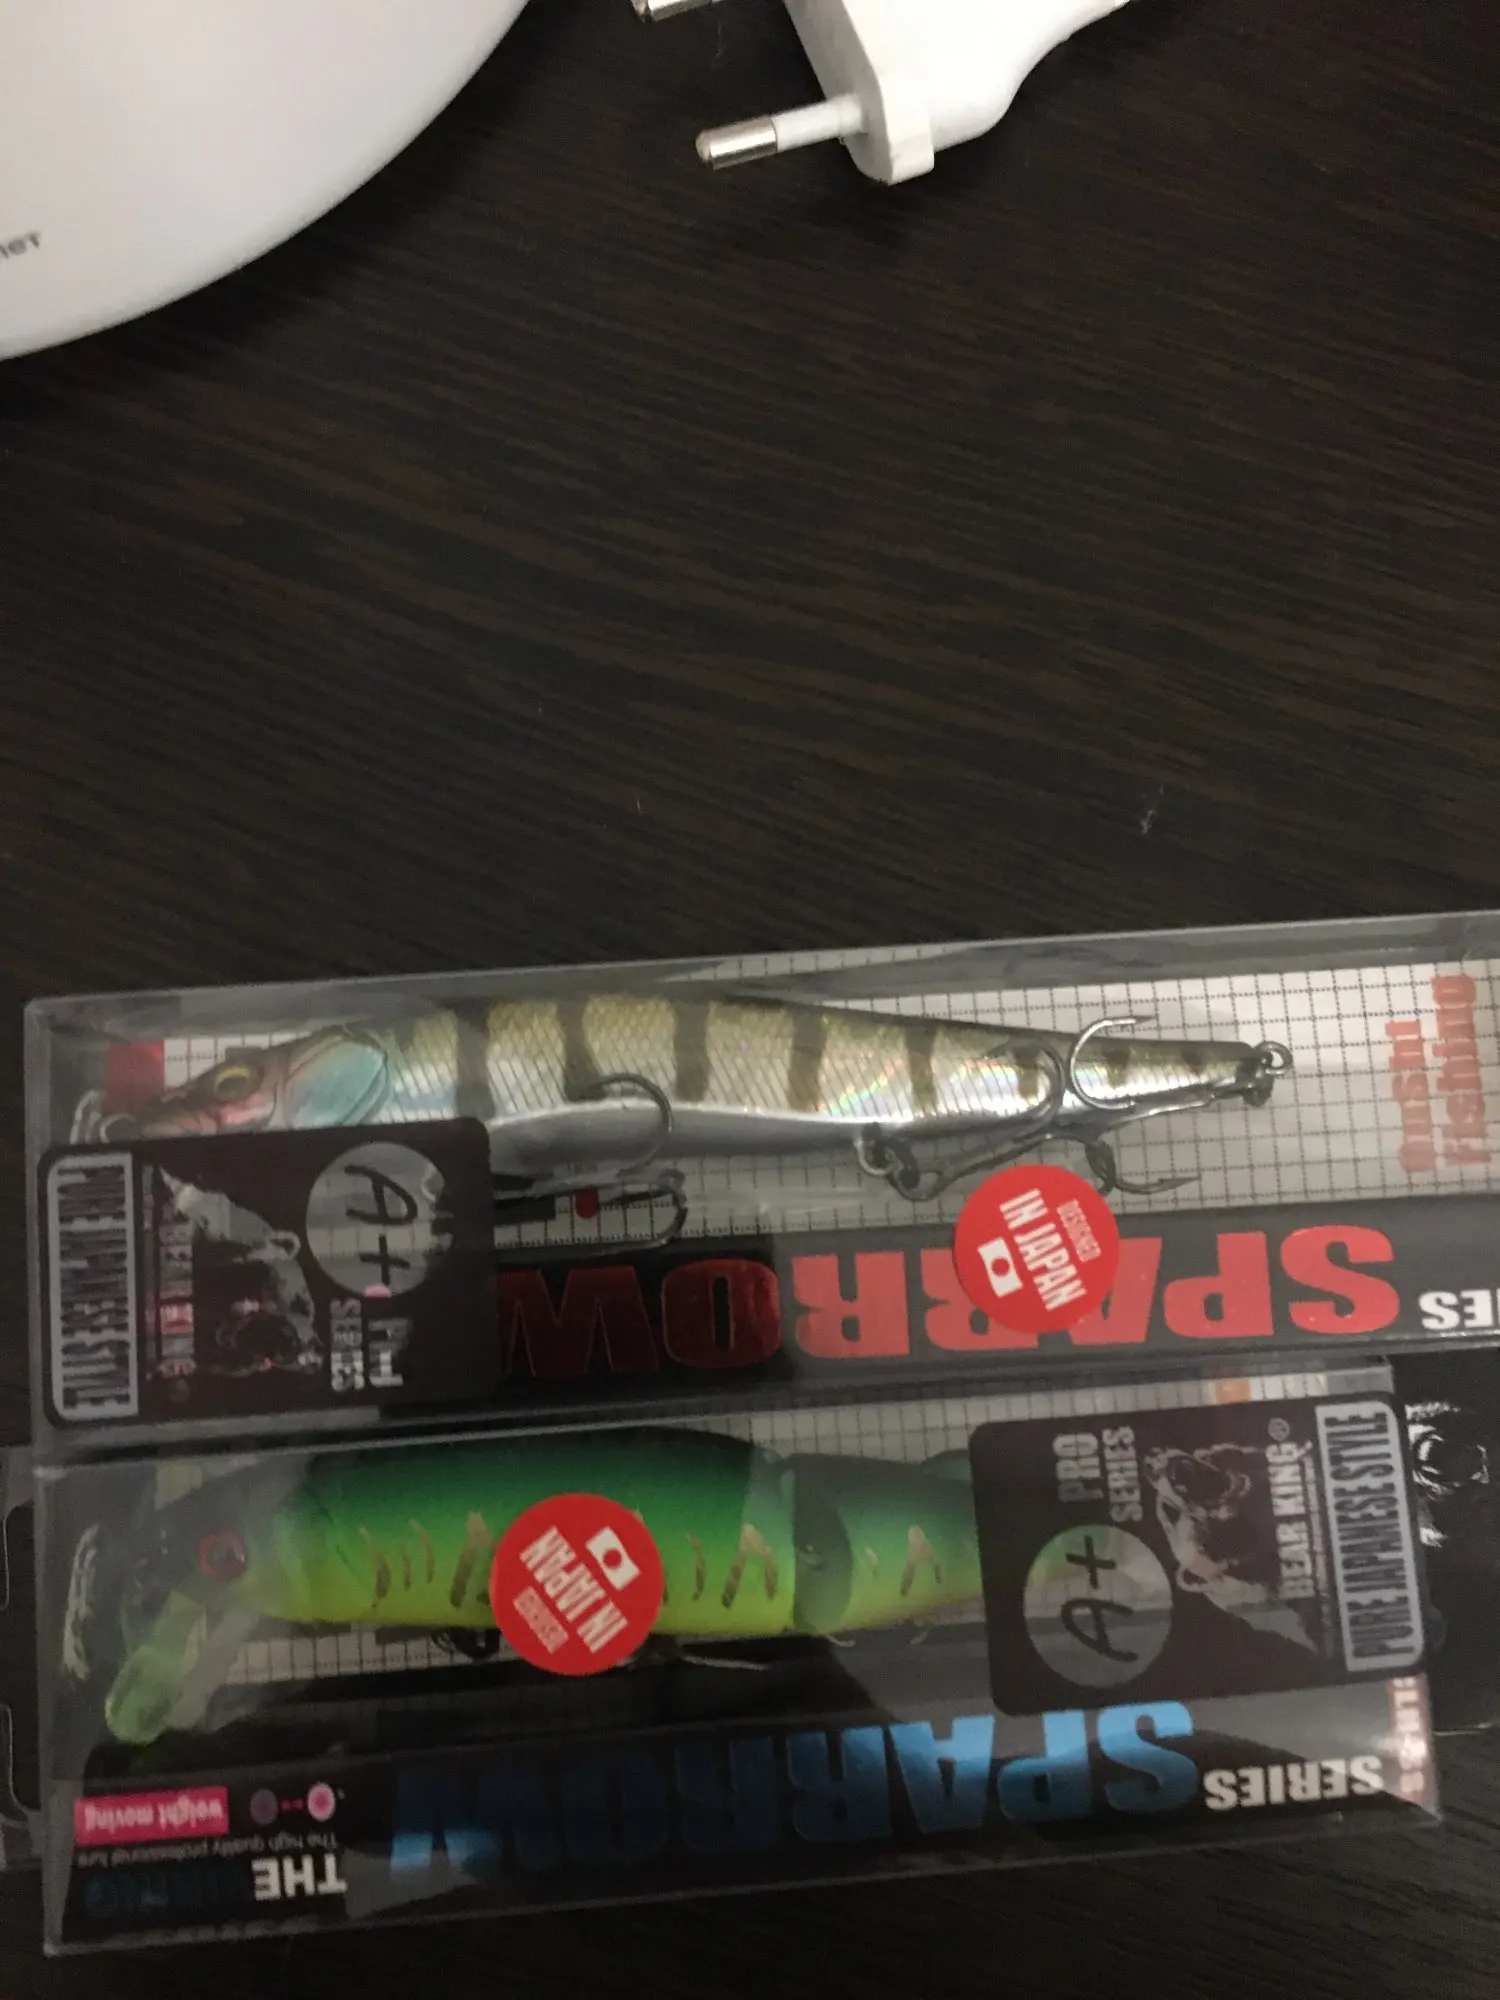 Fishing
SPARROW
DESIGNED
IN JAPAN
A+
PRO
SERIES
BEAR KING®
PURE JAPANESE STYLE
PRO
SERIES
A+
BEAR KING®
PURE JAPANESE STYLE
DESIGNED
IN JAPAN
SERIES
SPARROW
weight moving
The high quality professional lure
THE